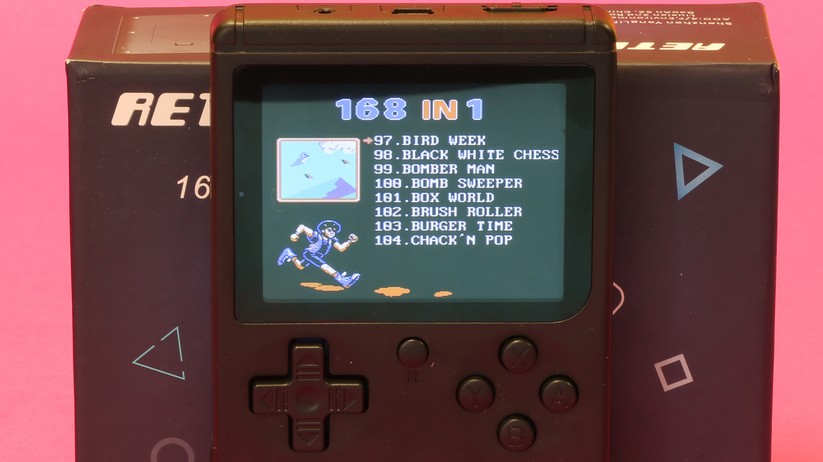 168 IN 1
97.BIRD WEEK
98.BLACK WHITE CHESS
99.BOMBER MAN
100.BOMB SWEEPER
101.BOX WORLD
102.BRUSH ROLLER
103.BURGER TIME
104.CHACK'N POP
RET
16
R
X
Y
A
B